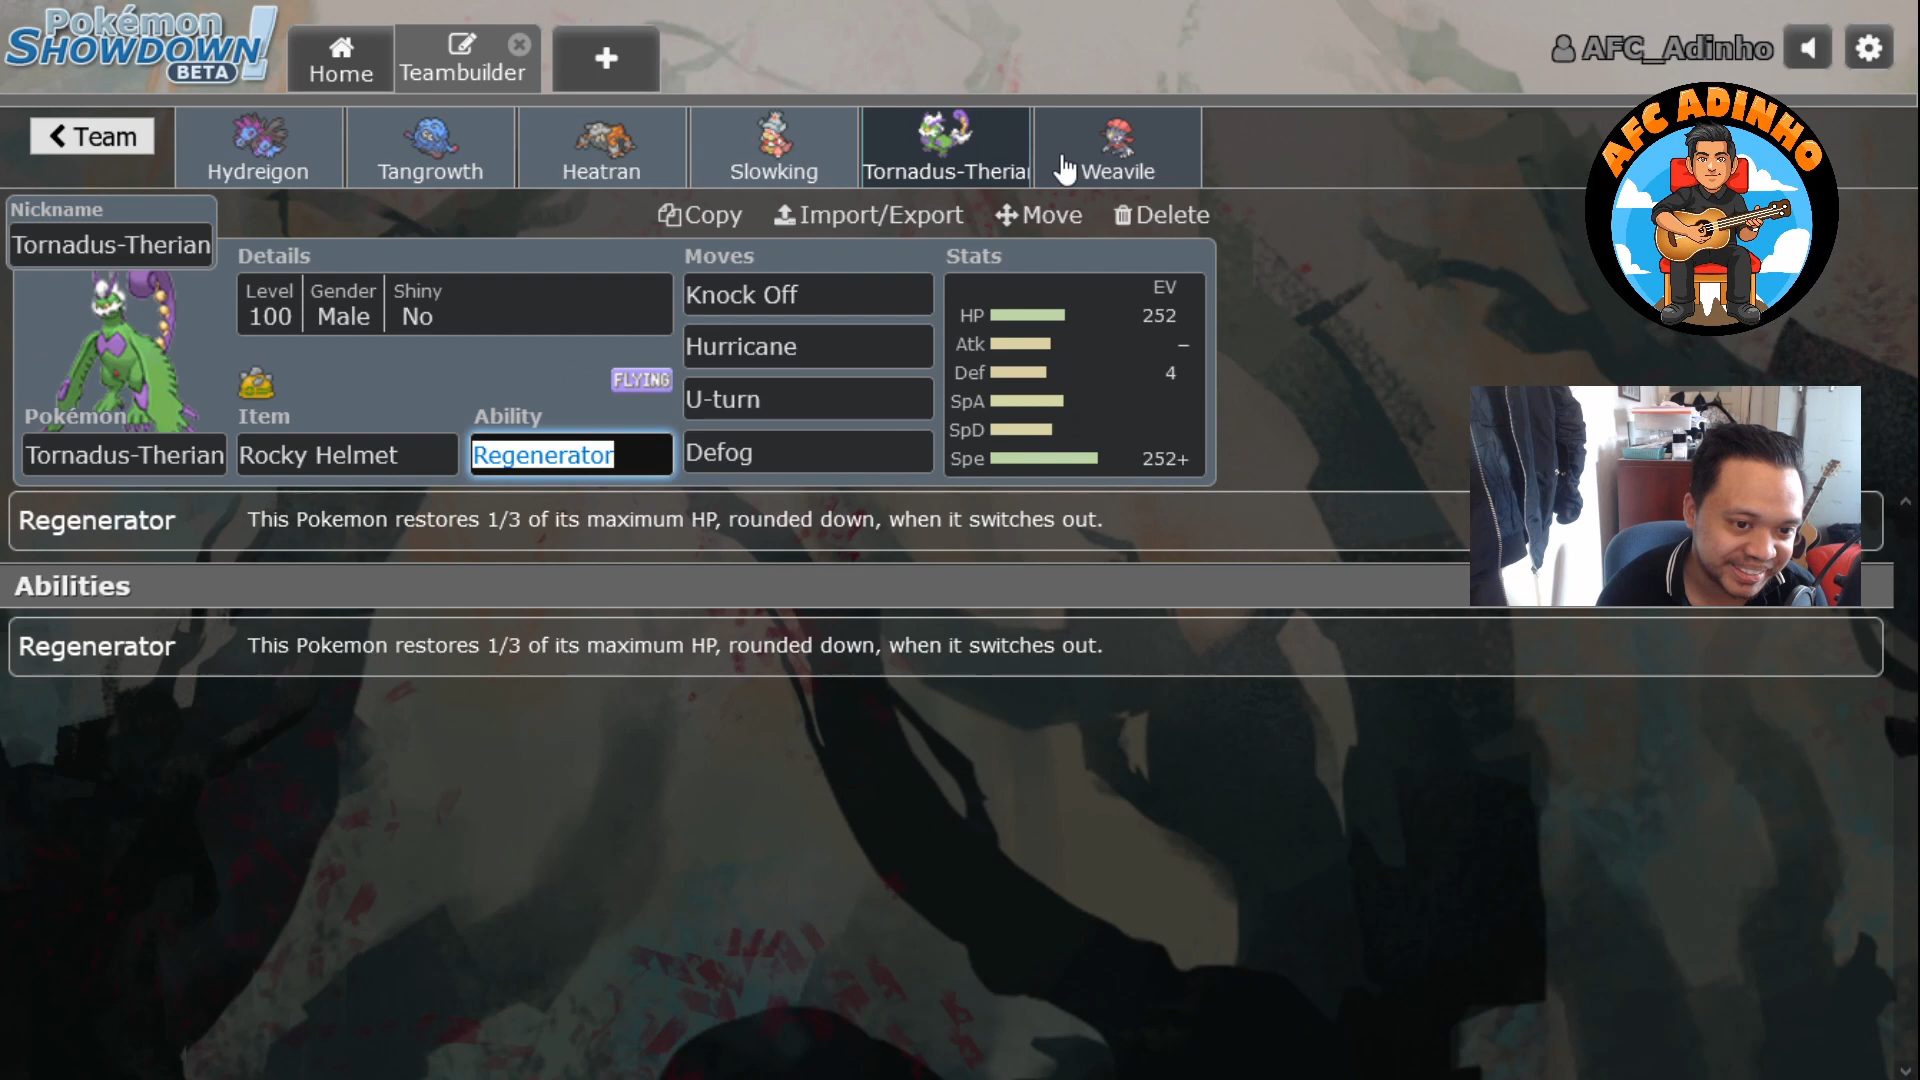 Pokémon
SHOWDOWN!
BETA
Home
Teambuilder
AFC_Adinho
AFC ADINHO
Team
Hydreigon
Tangrowth
Heatran
Slowking
Tornadus-Therian
Weavile
Copy
Import/Export
Move
Delete
Nickname
Tornadus-Therian
Details
Level
100
Gender
Male
Shiny
No
FLYING
Pokémon
Tornadus-Therian
Item
Rocky Helmet
Ability
Regenerator
Moves
Knock Off
Hurricane
U-turn
Defog
Stats
EV
HP 252
Atk –
Def 4
SpA
SpD
Spe 252+
Regenerator This Pokemon restores 1/3 of its maximum HP, rounded down, when it switches out.
Abilities
Regenerator This Pokemon restores 1/3 of its maximum HP, rounded down, when it switches out.